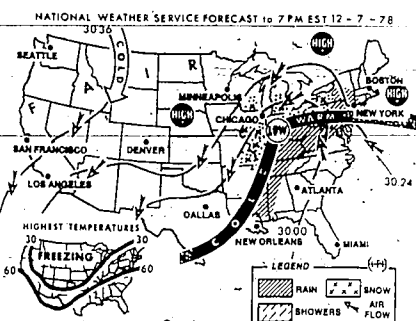 NATIONAL WEATHER SERVICE FORECAST to 7 PM EST 12 - 7 - 78
30.36
SEATTLE
COLD
FAIR
HIGH
MINNEAPOLIS
HIGH
BOSTON
HIGH
CHICAGO
LOW
WARM
NEW YORK
SAN FRANCISCO
DENVER
LOS ANGELES
30.24
ATLANTA
DALLAS
COLD
30.00
NEW ORLEANS
MIAMI
HIGHEST TEMPERATURES
30
30
FREEZING
60
60
LEGEND
RAIN
SNOW
SHOWERS
AIR
FLOW